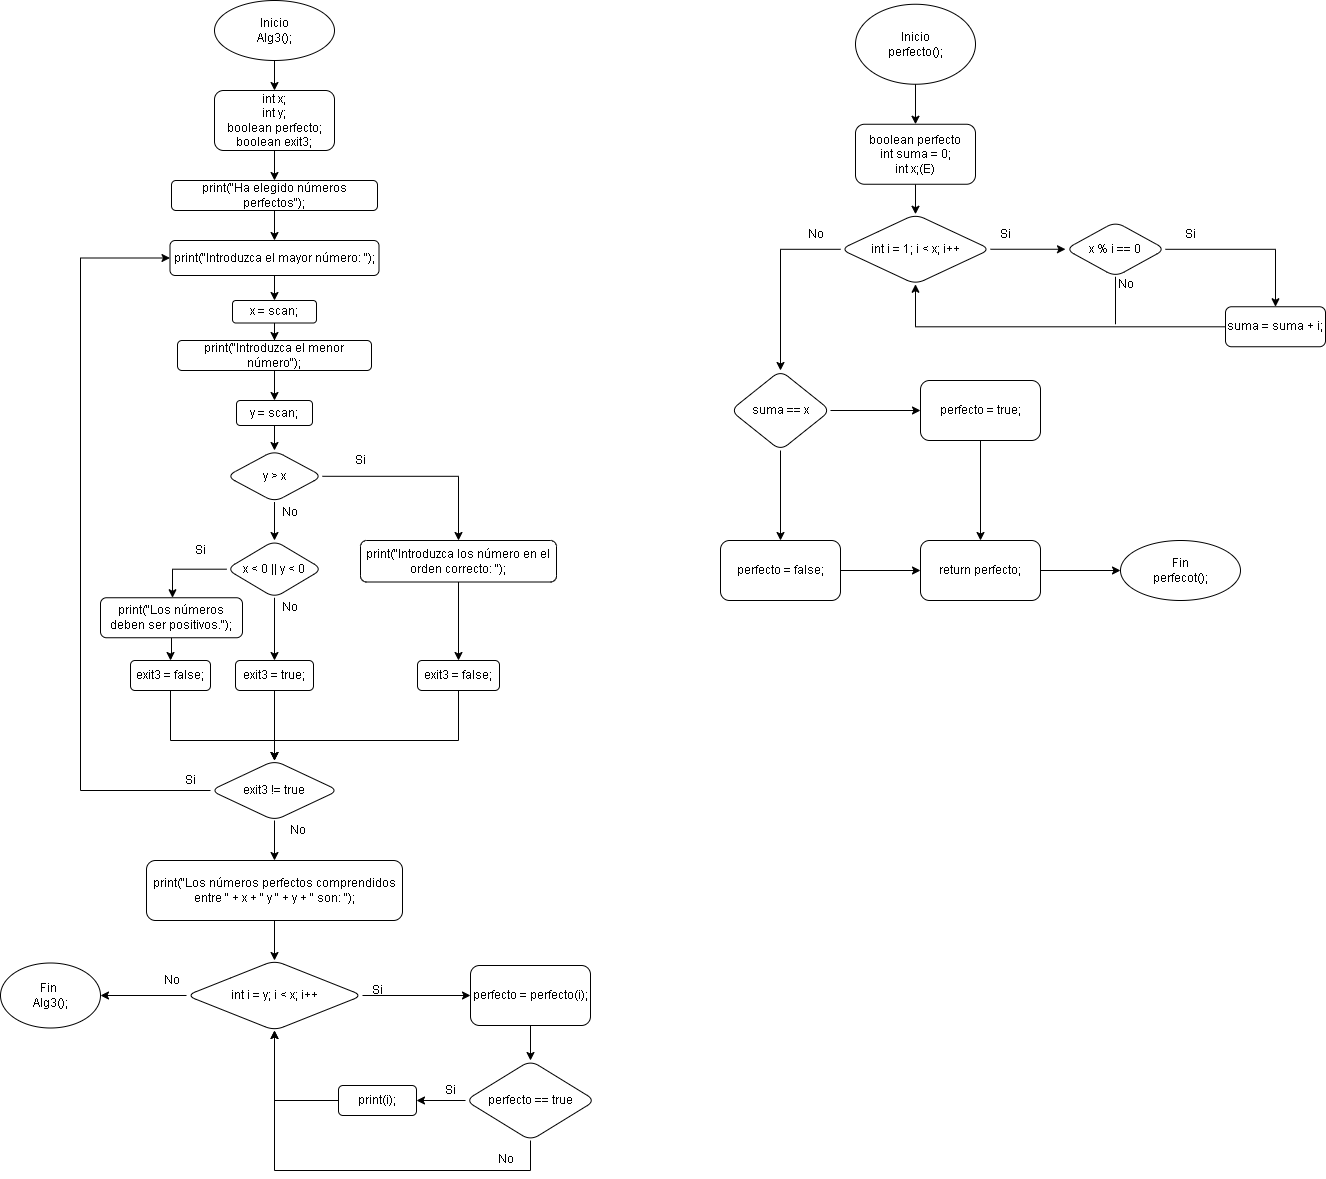 Inicio
Alg3();
int x;
int y;
boolean perfecto;
boolean exit3;
print("Ha elegido números
perfectos");
print("Introduzca el mayor número: ");
x = scan;
print("Introduzca el menor
número");
y = scan;
y > x
Si
No
x < 0 || y < 0
Si
No
print("Introduzca los número en el
orden correcto: ");
print("Los números
deben ser positivos.");
exit3 = false;
exit3 = true;
exit3 = false;
exit3 != true
Si
No
print("Los números perfectos comprendidos
entre " + x + " y " + y + " son: ");
int i = y; i < x; i++
No
Si
Fin
Alg3();
perfecto = perfecto(i);
perfecto == true
Si
print(i);
No
Inicio
perfecto();
boolean perfecto
int suma = 0;
int x;(E)
int i = 1; i < x; i++
No
Si
x % i == 0
Si
No
suma = suma + i;
suma == x
perfecto = true;
perfecto = false;
return perfecto;
Fin
perfecot();